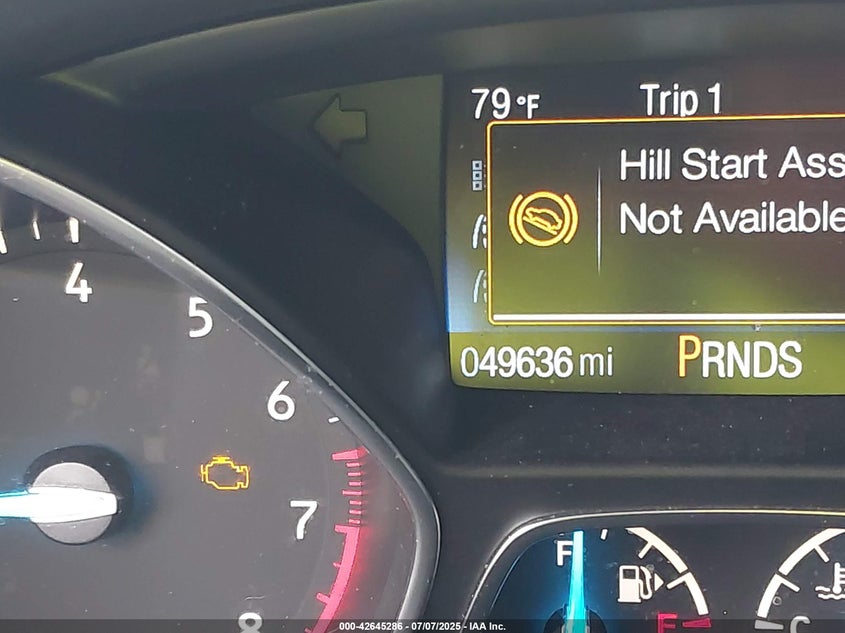 79 °F Trip 1
Hill Start Ass
Not Available
049636 mi PRNDS
4
5
6
7
8
F
E
C
000-42645286 - 07/07/2025 - IAA Inc.